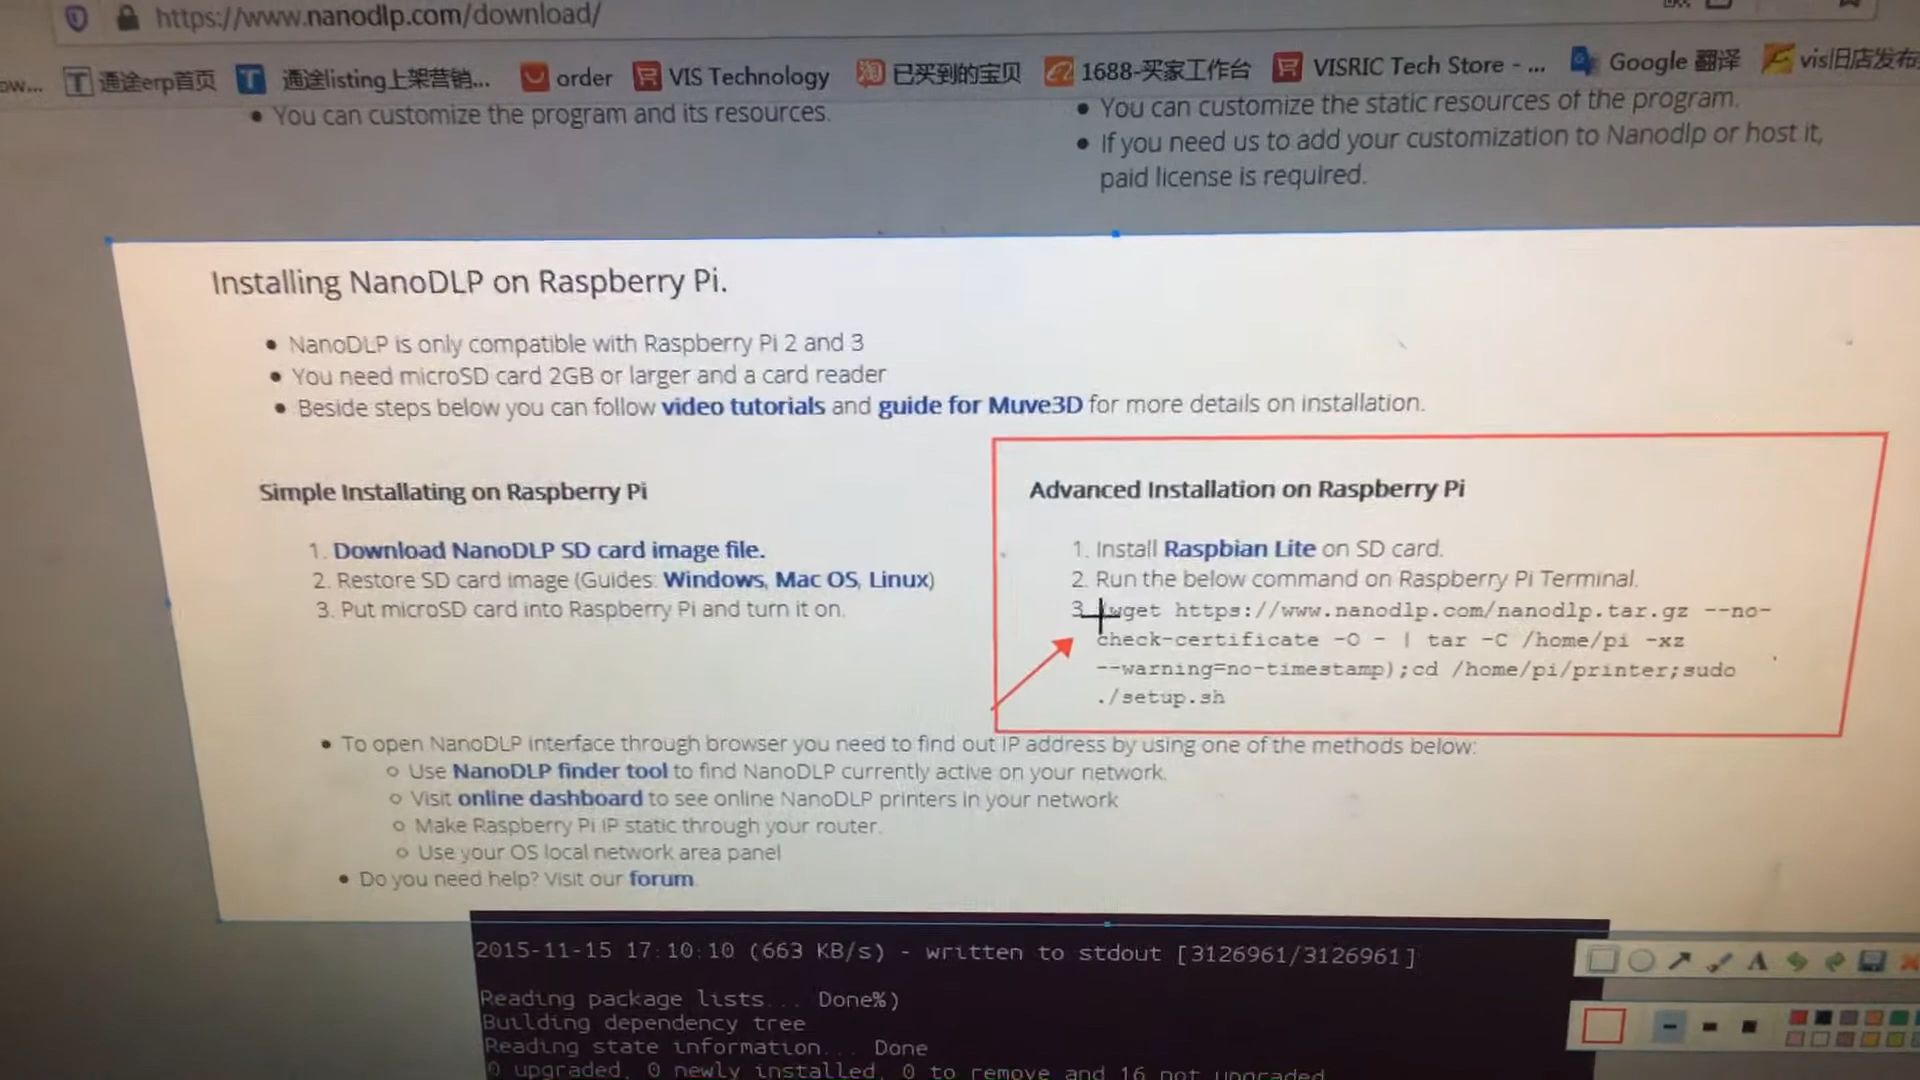 https://www.nanodlp.com/download/
ow... 通途erp首页 通途listing上架营销... order VIS Technology 已买到的宝贝 1688-买家工作台 VISRIC Tech Store - ... Google 翻译 vis旧店发布
You can customize the program and its resources.
You can customize the static resources of the program.
If you need us to add your customization to Nanodlp or host it,
paid license is required.
Installing NanoDLP on Raspberry Pi.
NanoDLP is only compatible with Raspberry Pi 2 and 3
You need microSD card 2GB or larger and a card reader
Beside steps below you can follow video tutorials and guide for Muve3D for more details on installation.
Simple Installating on Raspberry Pi
1. Download NanoDLP SD card image file.
2. Restore SD card image (Guides: Windows, Mac OS, Linux)
3. Put microSD card into Raspberry Pi and turn it on.
Advanced Installation on Raspberry Pi
1. Install Raspbian Lite on SD card.
2. Run the below command on Raspberry Pi Terminal.
3. (wget https://www.nanodlp.com/nanodlp.tar.gz --no-
check-certificate -O - | tar -C /home/pi -xz
--warning=no-timestamp);cd /home/pi/printer;sudo
./setup.sh
To open NanoDLP interface through browser you need to find out IP address by using one of the methods below:
Use NanoDLP finder tool to find NanoDLP currently active on your network.
Visit online dashboard to see online NanoDLP printers in your network
Make Raspberry Pi IP static through your router.
Use your OS local network area panel
Do you need help? Visit our forum.
2015-11-15 17:10:10 (663 KB/s) - written to stdout [3126961/3126961]
Reading package lists... Done%)
Building dependency tree
Reading state information... Done
0 upgraded, 0 newly installed, 0 to remove and 16 not upgraded
A